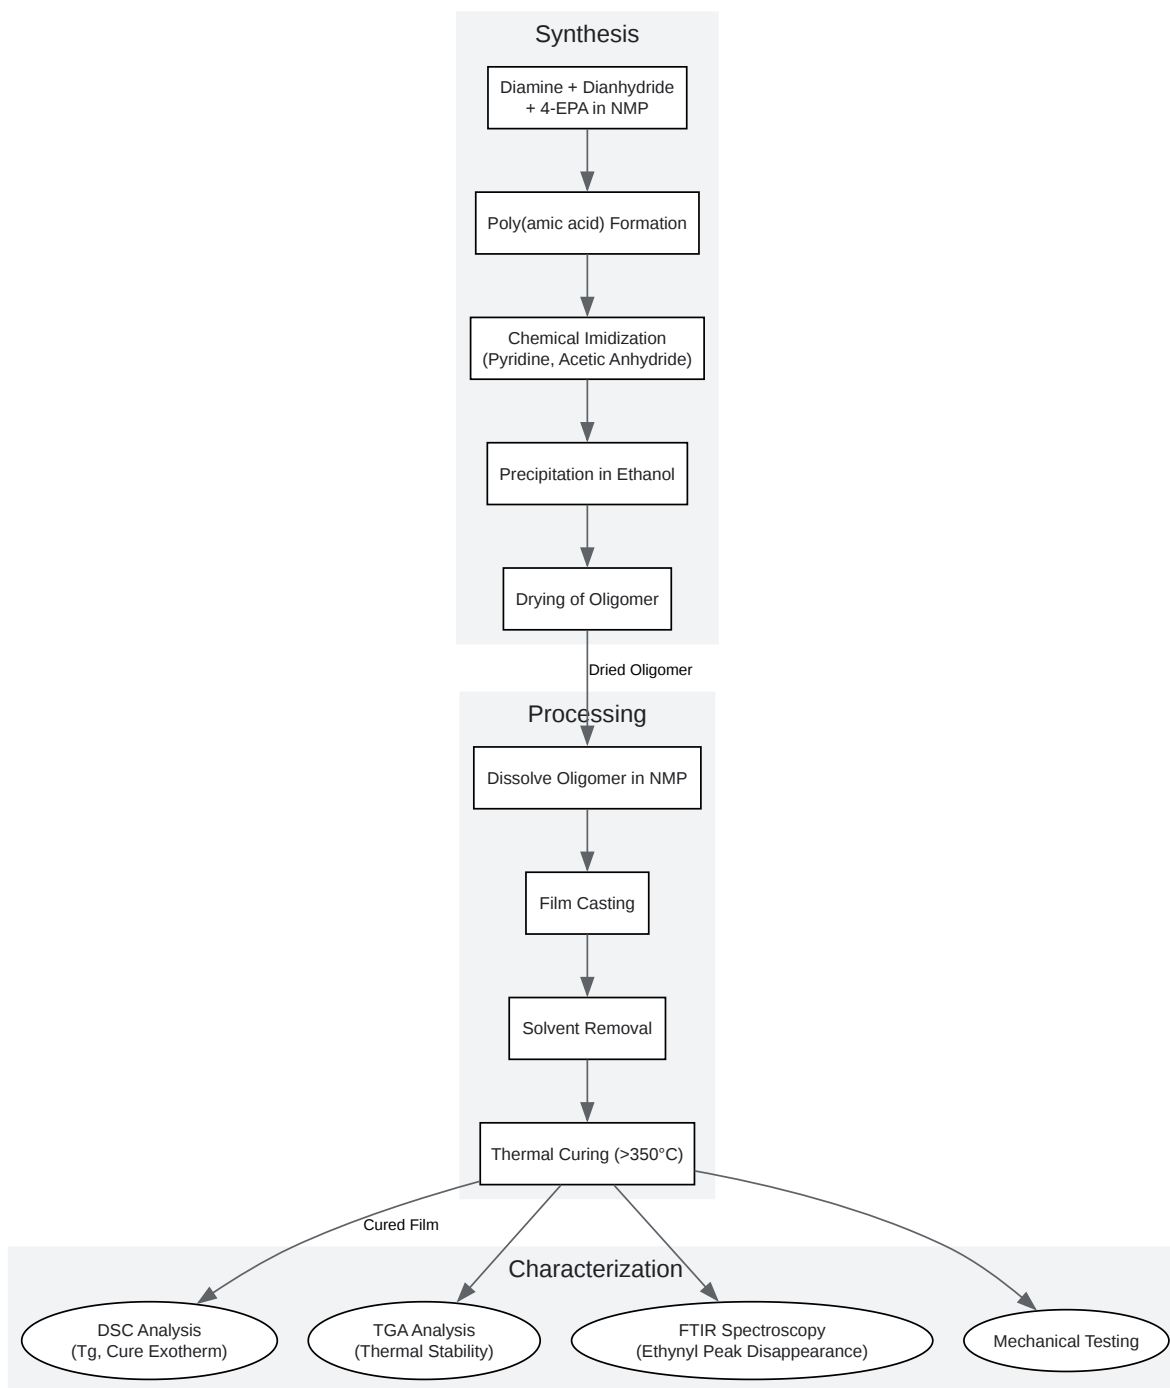 Synthesis
Diamine + Dianhydride
+ 4-EPA in NMP
Poly(amic acid) Formation
Chemical Imidization
(Pyridine, Acetic Anhydride)
Precipitation in Ethanol
Drying of Oligomer
Dried Oligomer
Processing
Dissolve Oligomer in NMP
Film Casting
Solvent Removal
Thermal Curing (>350°C)
Cured Film
Characterization
DSC Analysis
(Tg, Cure Exotherm)
TGA Analysis
(Thermal Stability)
FTIR Spectroscopy
(Ethynyl Peak Disappearance)
Mechanical Testing